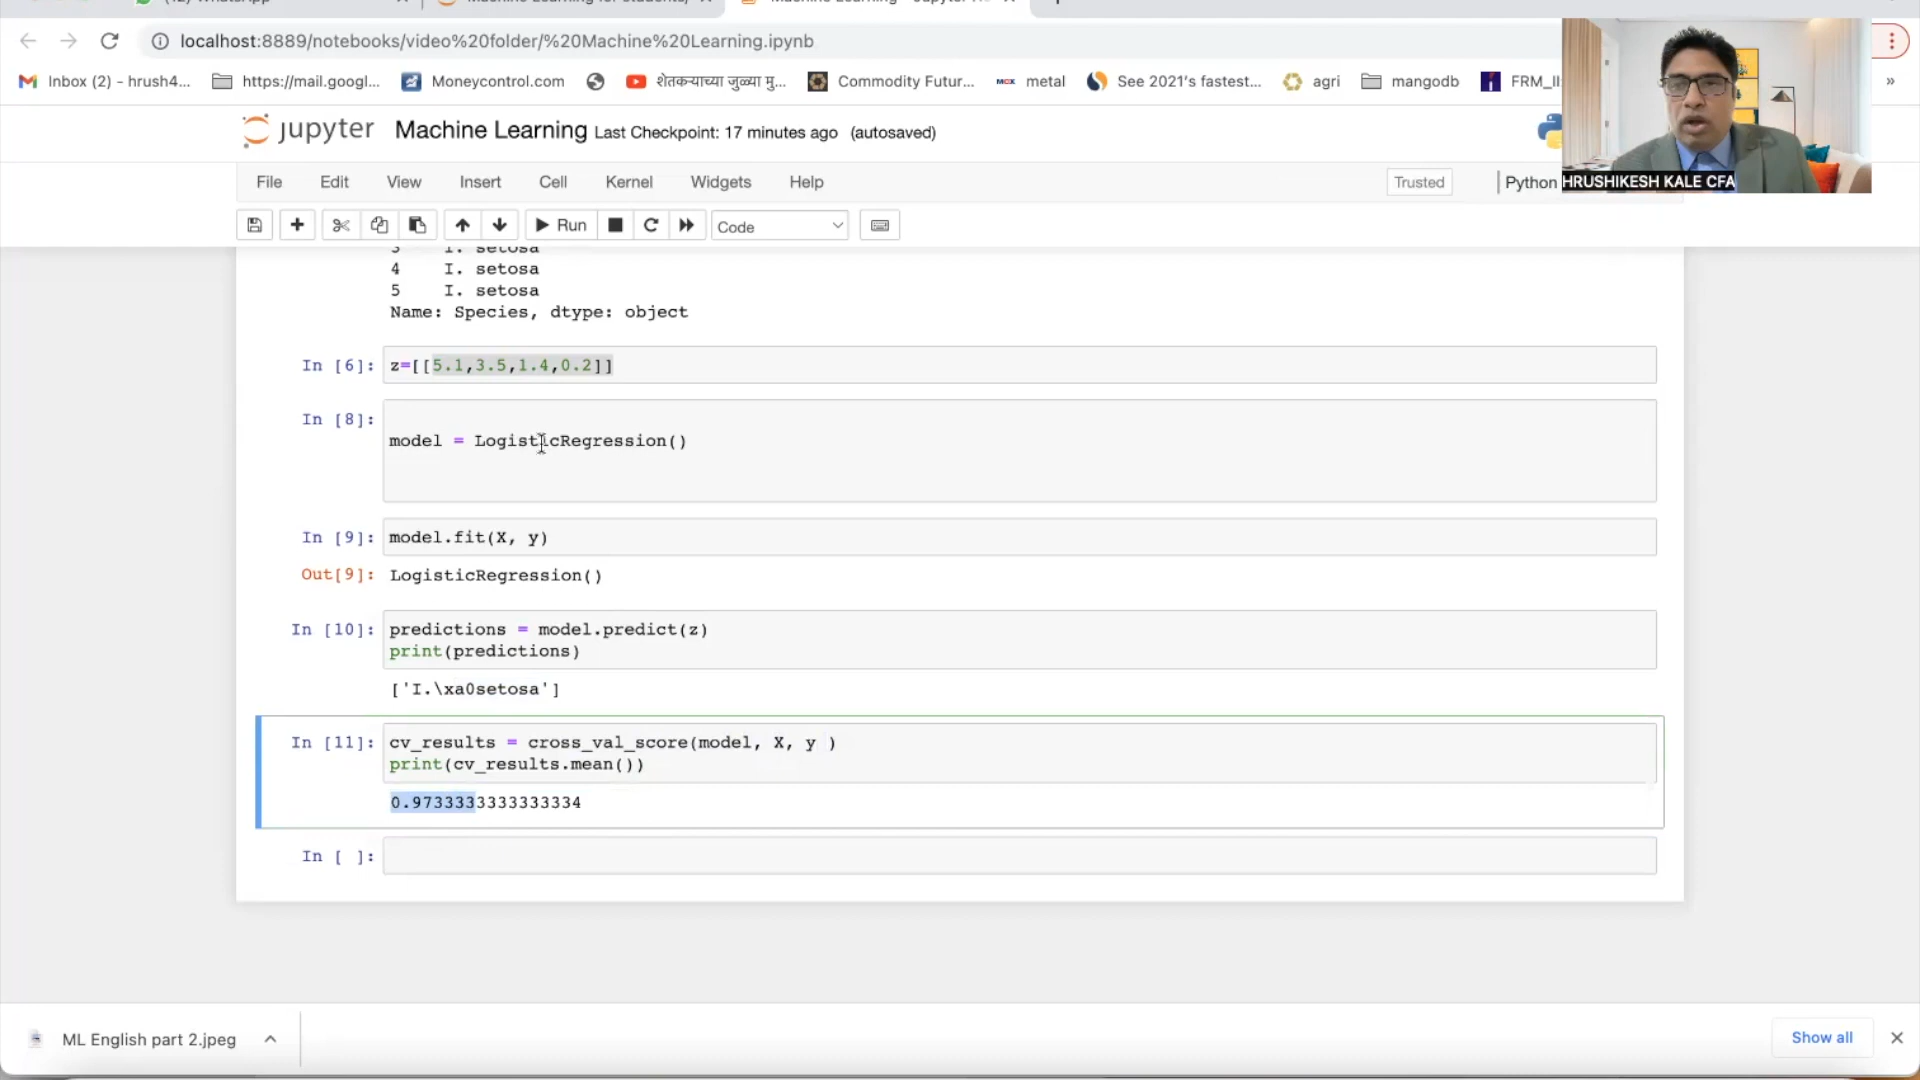 localhost:8889/notebooks/video%20folder/%20Machine%20Learning.ipynb
Inbox (2) - hrush4... https://mail.googl... Moneycontrol.com शेतकऱ्याच्या जुळ्या मु... Commodity Futur... MCX metal See 2021's fastest... agri mangodb FRM_II »
jupyter Machine Learning Last Checkpoint: 17 minutes ago (autosaved)
File Edit View Insert Cell Kernel Widgets Help Trusted Python
HRUSHIKESH KALE CFA
Run Code
3 I. setosa
4 I. setosa
5 I. setosa
Name: Species, dtype: object
In [6]: z=[[5.1,3.5,1.4,0.2]]
In [8]:
model = LogisticRegression()
In [9]: model.fit(X, y)
Out[9]: LogisticRegression()
In [10]: predictions = model.predict(z)
print(predictions)
['I.\xa0setosa']
In [11]: cv_results = cross_val_score(model, X, y )
print(cv_results.mean())
0.9733333333333334
In [ ]:
ML English part 2.jpeg
Show all